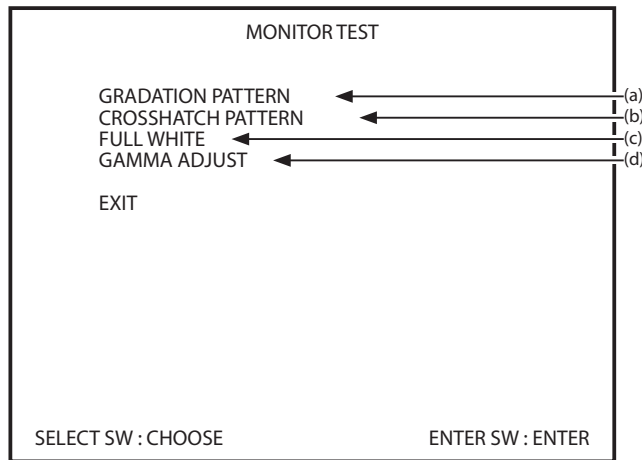 MONITOR TEST
GRADATION PATTERN (a)
CROSSHATCH PATTERN (b)
FULL WHITE (c)
GAMMA ADJUST (d)
EXIT
SELECT SW : CHOOSE ENTER SW : ENTER